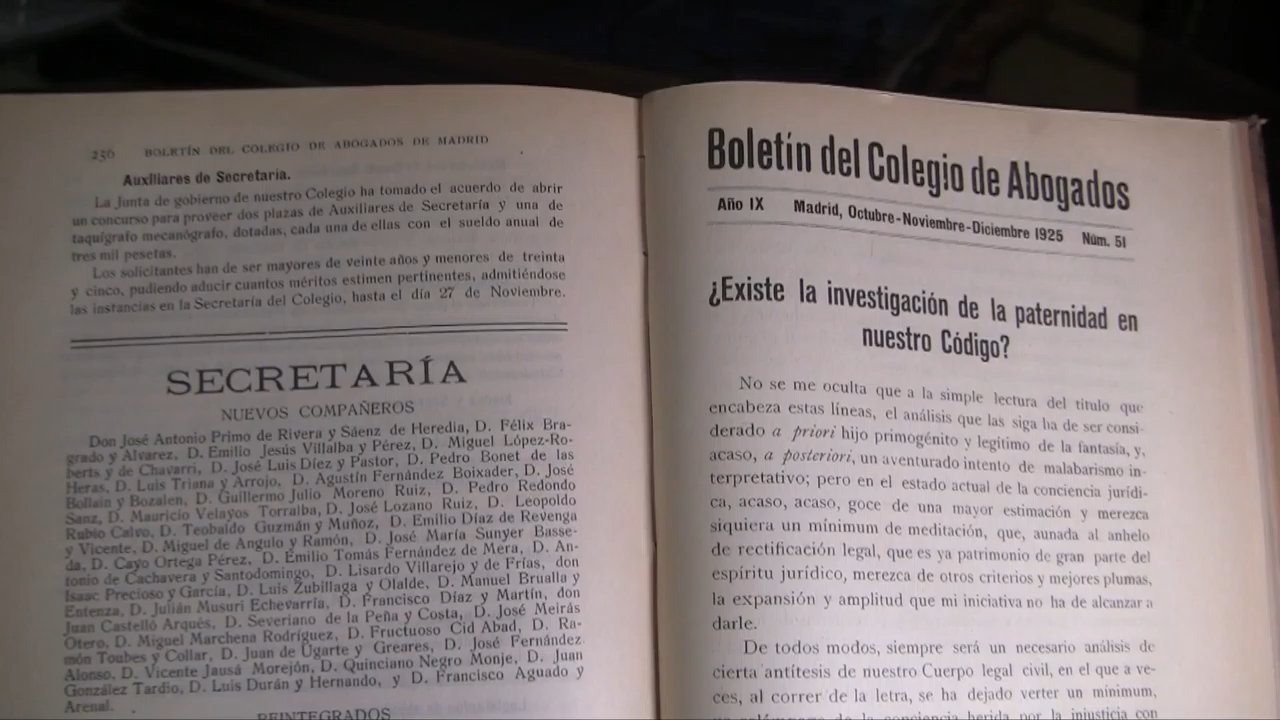 256 BOLETÍN DEL COLEGIO DE ABOGADOS DE MADRID
Auxiliares de Secretaría.
La Junta de gobierno de nuestro Colegio ha tomado el acuerdo de abrir
un concurso para proveer dos plazas de Auxiliares de Secretaría y una de
taquígrafo mecanógrafo, dotadas, cada una de ellas con el sueldo anual de
tres mil pesetas.
Los solicitantes han de ser mayores de veinte años y menores de treinta
y cinco, pudiendo aducir cuantos méritos estimen pertinentes, admitiéndose
las instancias en la Secretaría del Colegio, hasta el día 27 de Noviembre.
SECRETARÍA
NUEVOS COMPAÑEROS
Don José Antonio Primo de Rivera y Sáenz de Heredia, D. Félix Bra-
grado y Alvarez, D. Emilio Jesús Villalba y Pérez, D. Miguel López-Ro-
berts y de Chavarri, D. José Luis Díez y Pastor, D. Pedro Bonet de las
Heras, D. Luis Triana y Arrojo, D. Agustín Fernández Boixader, D. José
Bollain y Bozalen, D. Guillermo Julio Moreno Ruiz, D. Pedro Redondo
Sanz, D. Mauricio Velayos Torralba, D. José Lozano Ruiz, D. Leopoldo
Rubio Calvo, D. Teobaldo Guzmán y Muñoz, D. Emilio Díaz de Revenga
y Vicente, D. Miguel de Angulo y Ramón, D. José María Sunyer Basse-
da, D. Cayo Ortega Pérez, D. Emilio Tomás Fernández de Mera, D. An-
tonio de Cachavera y Santodomingo, D. Lisardo Villarejo y de Frías, don
Isaac Precioso y García, D. Luis Zubillaga y Olalde, D. Manuel Brualla y
Entenza, D. Julián Musuri Echevarría, D. Francisco Díaz y Martín, don
Juan Castelló Arqués, D. Severiano de la Peña y Costa, D. José Meirás
Otero, D. Miguel Marchena Rodríguez, D. Fructuoso Cid Abad, D. Ra-
món Toubes y Collar, D. Juan de Ugarte y Greares, D. José Fernández
Alonso, D. Vicente Jausá Morejón, D. Quinciano Negro Monje, D. Juan
González Tardio, D. Luis Durán y Hernando, y D. Francisco Aguado y
Arenal.
REINTEGRADOS
Boletín del Colegio de Abogados
Año IX Madrid, Octubre-Noviembre-Diciembre 1925 Núm. 51
¿Existe la investigación de la paternidad en
nuestro Código?
No se me oculta que a la simple lectura del título que
encabeza estas líneas, el análisis que las siga ha de ser consi-
derado a priori hijo primogénito y legítimo de la fantasía, y,
acaso, a posteriori, un aventurado intento de malabarismo in-
terpretativo; pero en el estado actual de la conciencia jurídi-
ca, acaso, acaso, goce de una mayor estimación y merezca
siquiera un mínimum de meditación, que, aunada al anhelo
de rectificación legal, que es ya patrimonio de gran parte del
espíritu jurídico, merezca de otros criterios y mejores plumas,
la expansión y amplitud que mi iniciativa no ha de alcanzar a
darle.
De todos modos, siempre será un necesario análisis de
cierta antítesis de nuestro Cuerpo legal civil, en el que a ve-
ces, al correr de la letra, se ha dejado verter un mínimum,
de la conciencia herida por la injusticia con